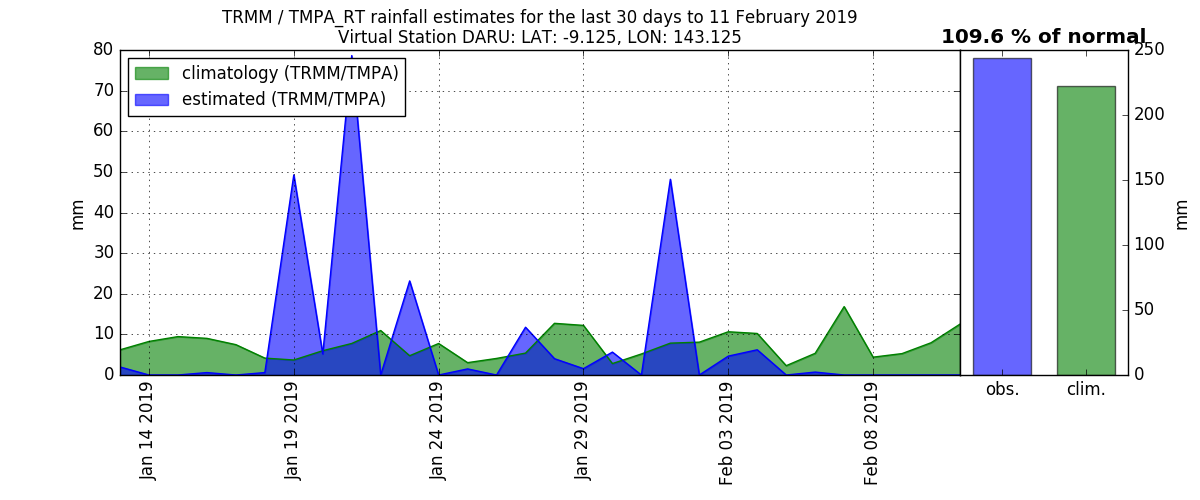 TRMM / TMPA_RT rainfall estimates for the last 30 days to 11 February 2019
Virtual Station DARU: LAT: -9.125, LON: 143.125
109.6 % of normal
climatology (TRMM/TMPA)
estimated (TRMM/TMPA)
80
70
60
50
40
30
20
10
0
mm
Jan 14 2019
Jan 19 2019
Jan 24 2019
Jan 29 2019
Feb 03 2019
Feb 08 2019
250
200
150
100
50
0
mm
obs.
clim.